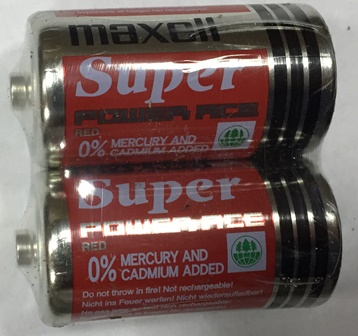 maxell
Super
POWER ACE
RED
0% MERCURY AND
CADMIUM ADDED
Super
POWER ACE
RED
0% MERCURY AND
CADMIUM ADDED
Do not throw in fire! Not rechargeable!
Nicht ins Feuer werfen! Nicht wiederaufladbar!